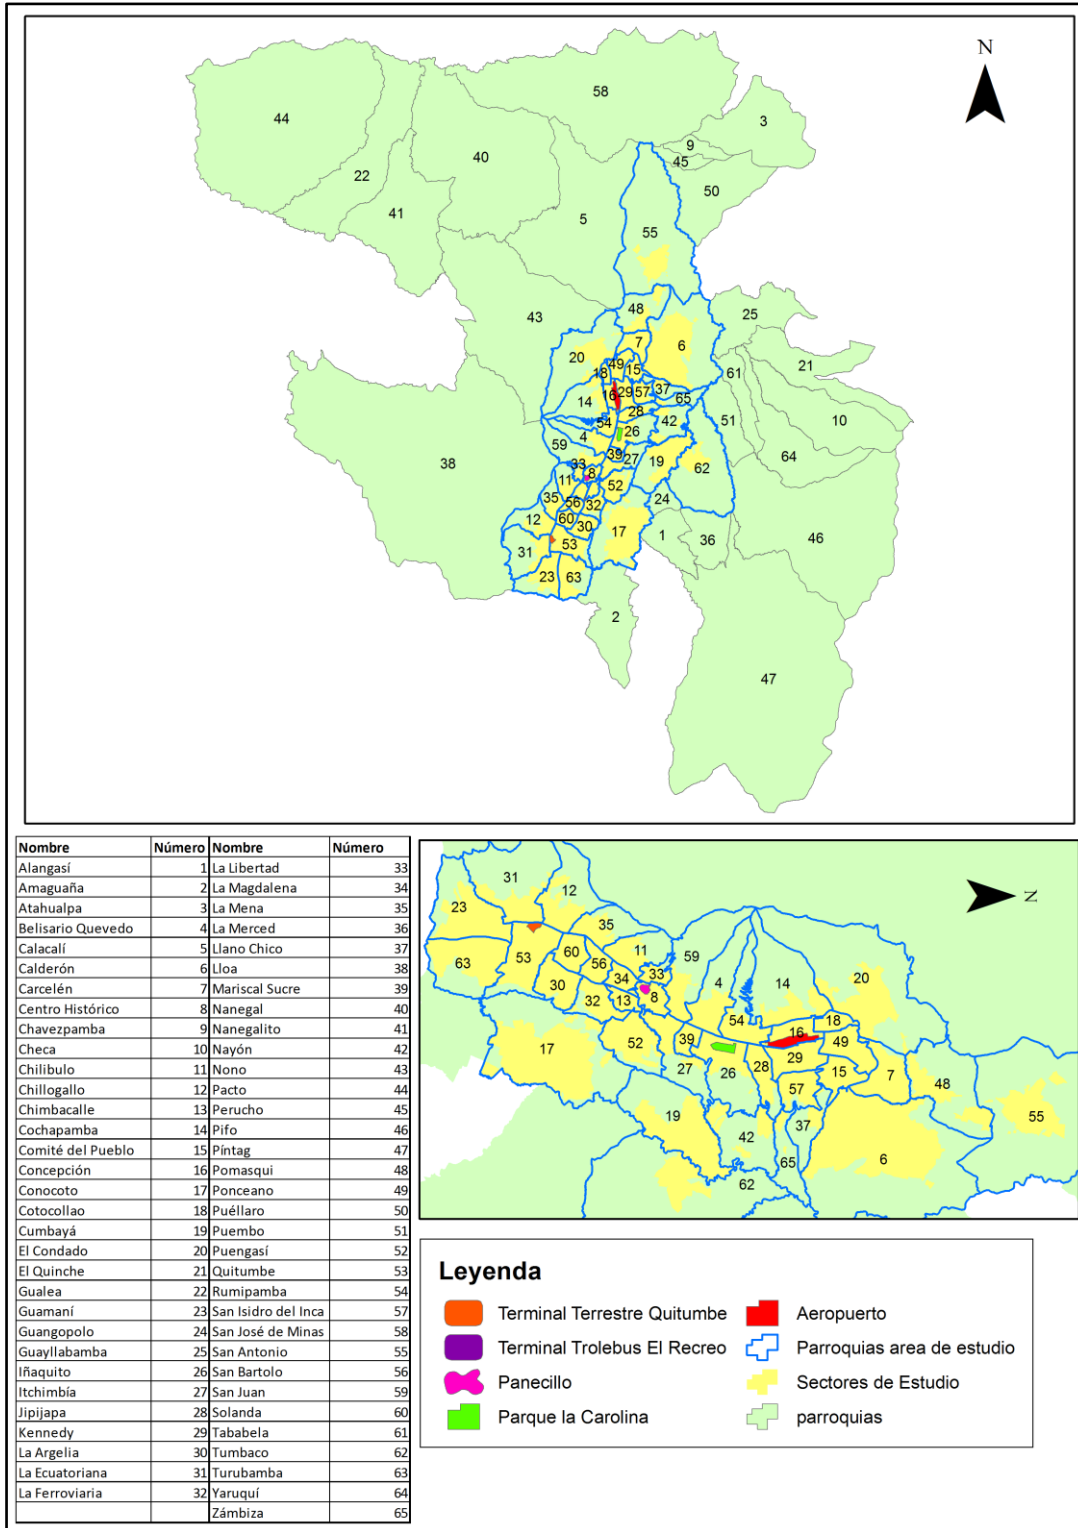 N
58
44
3
9
40
45
22
50
41
5
55
43
48
25
7
6
20
49
21
18
15
61
16
29
57
37
14
65
10
28
51
54
42
26
4
59
64
38
39
27
33
19
62
8
11
52
35
24
56
32
12
60
30
17
1
36
46
31
53
23
63
2
47
Nombre Número Nombre Número
Alangasí 1 La Libertad 33
Amaguaña 2 La Magdalena 34
Atahualpa 3 La Mena 35
Belisario Quevedo 4 La Merced 36
Calacalí 5 Llano Chico 37
Calderón 6 Lloa 38
Carcelén 7 Mariscal Sucre 39
Centro Histórico 8 Nanegal 40
Chavezpamba 9 Nanegalito 41
Checa 10 Nayón 42
Chilibulo 11 Nono 43
Chillogallo 12 Pacto 44
Chimbacalle 13 Perucho 45
Cochapamba 14 Pifo 46
Comité del Pueblo 15 Píntag 47
Concepción 16 Pomasqui 48
Conocoto 17 Ponceano 49
Cotocollao 18 Puéllaro 50
Cumbayá 19 Puembo 51
El Condado 20 Puengasí 52
El Quinche 21 Quitumbe 53
Gualea 22 Rumipamba 54
Guamaní 23 San Isidro del Inca 57
Guangopolo 24 San José de Minas 58
Guayllabamba 25 San Antonio 55
Iñaquito 26 San Bartolo 56
Itchimbía 27 San Juan 59
Jipijapa 28 Solanda 60
Kennedy 29 Tababela 61
La Argelia 30 Tumbaco 62
La Ecuatoriana 31 Turubamba 63
La Ferroviaria 32 Yaruquí 64
Zámbiza 65
31
12
N
23
35
11
59
63
53
60
56
33
4
14
20
34
30
8
32
13
18
54
16
49
17
52
39
29
27
26
28
15
7
48
57
55
19
37
42
6
65
62
Leyenda
Terminal Terrestre Quitumbe
Aeropuerto
Terminal Trolebus El Recreo
Parroquias area de estudio
Panecillo
Sectores de Estudio
Parque la Carolina
parroquias